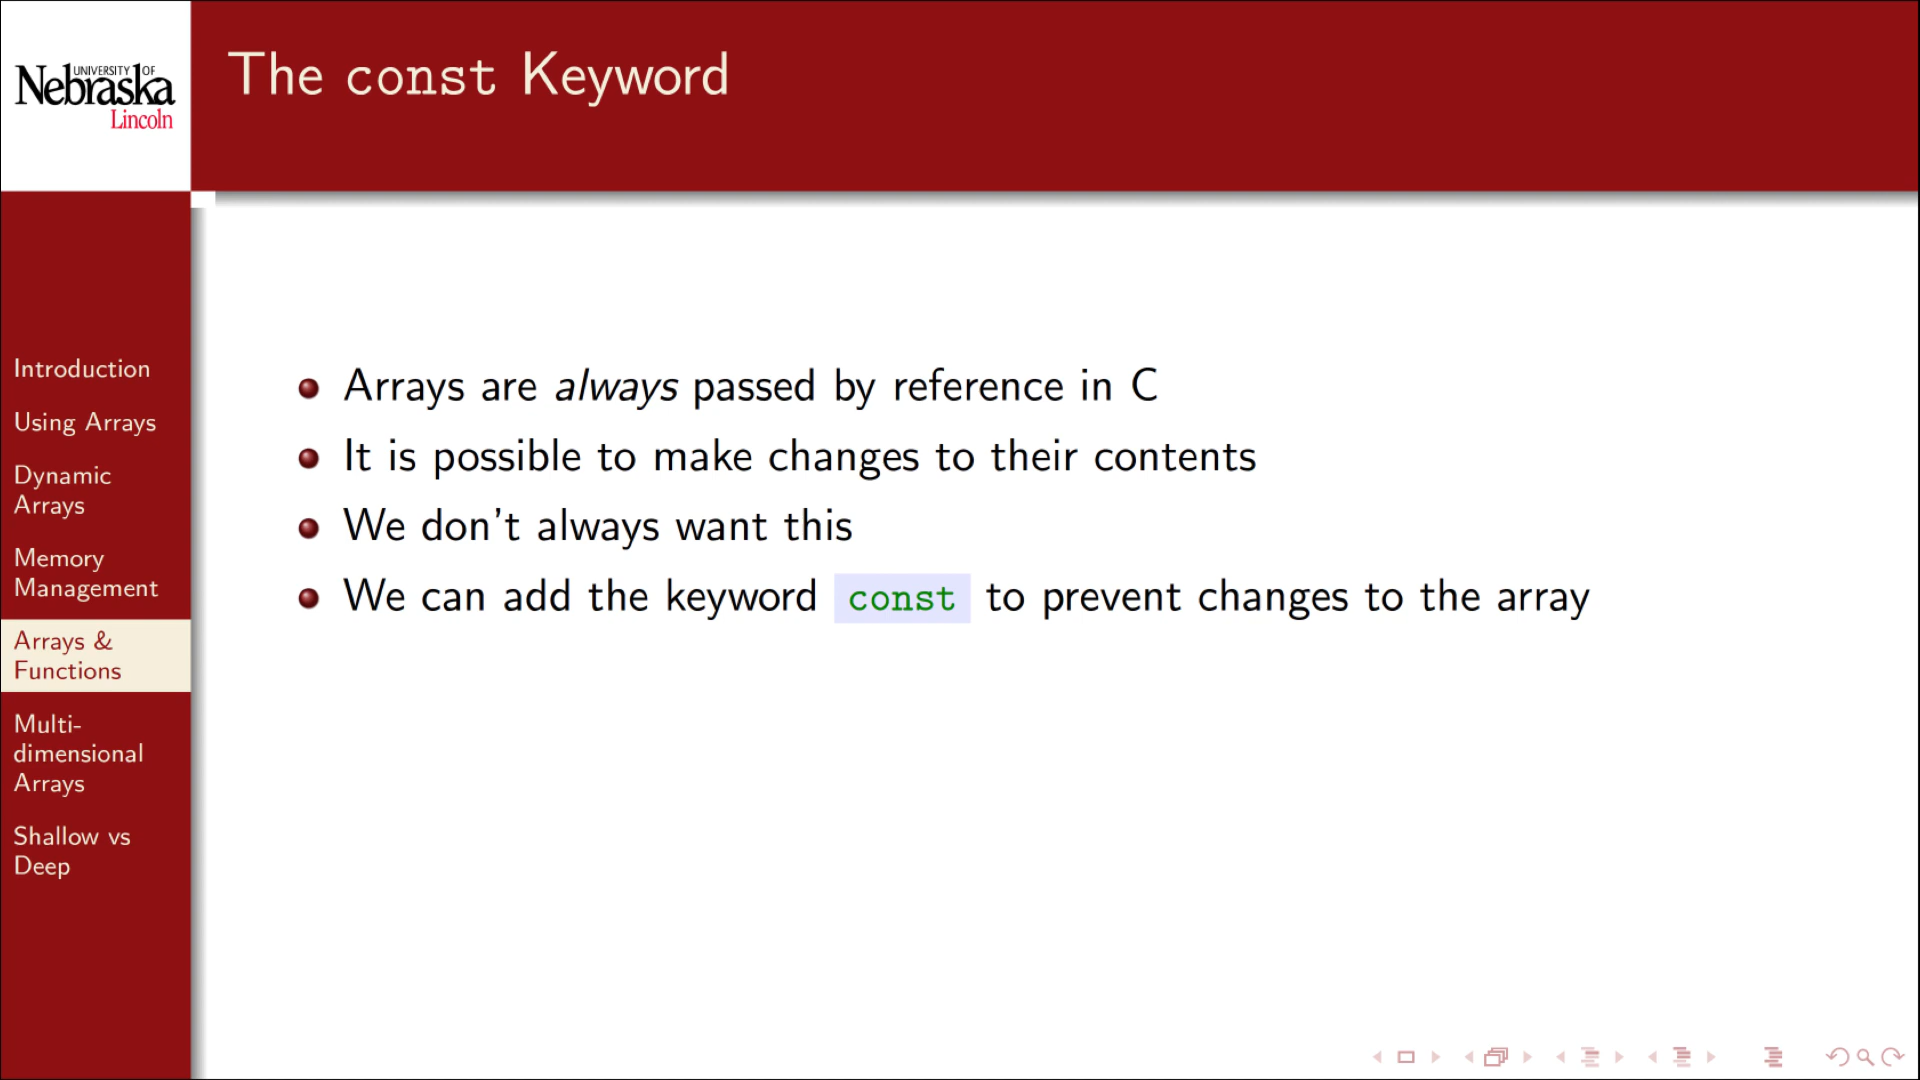 UNIVERSITY OF
Nebraska
Lincoln
The const Keyword
Introduction
Using Arrays
Dynamic
Arrays
Memory
Management
Arrays &
Functions
Multi-
dimensional
Arrays
Shallow vs
Deep
Arrays are always passed by reference in C
It is possible to make changes to their contents
We don't always want this
We can add the keyword const to prevent changes to the array